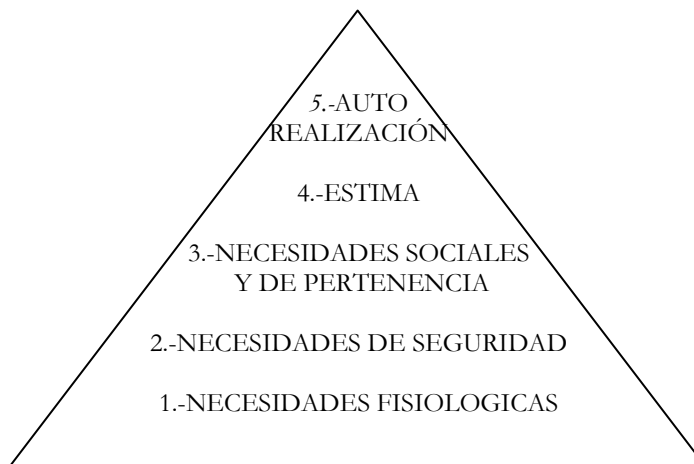 5.-AUTO
REALIZACIÓN
4.-ESTIMA
3.-NECESIDADES SOCIALES
Y DE PERTENENCIA
2.-NECESIDADES DE SEGURIDAD
1.-NECESIDADES FISIOLOGICAS